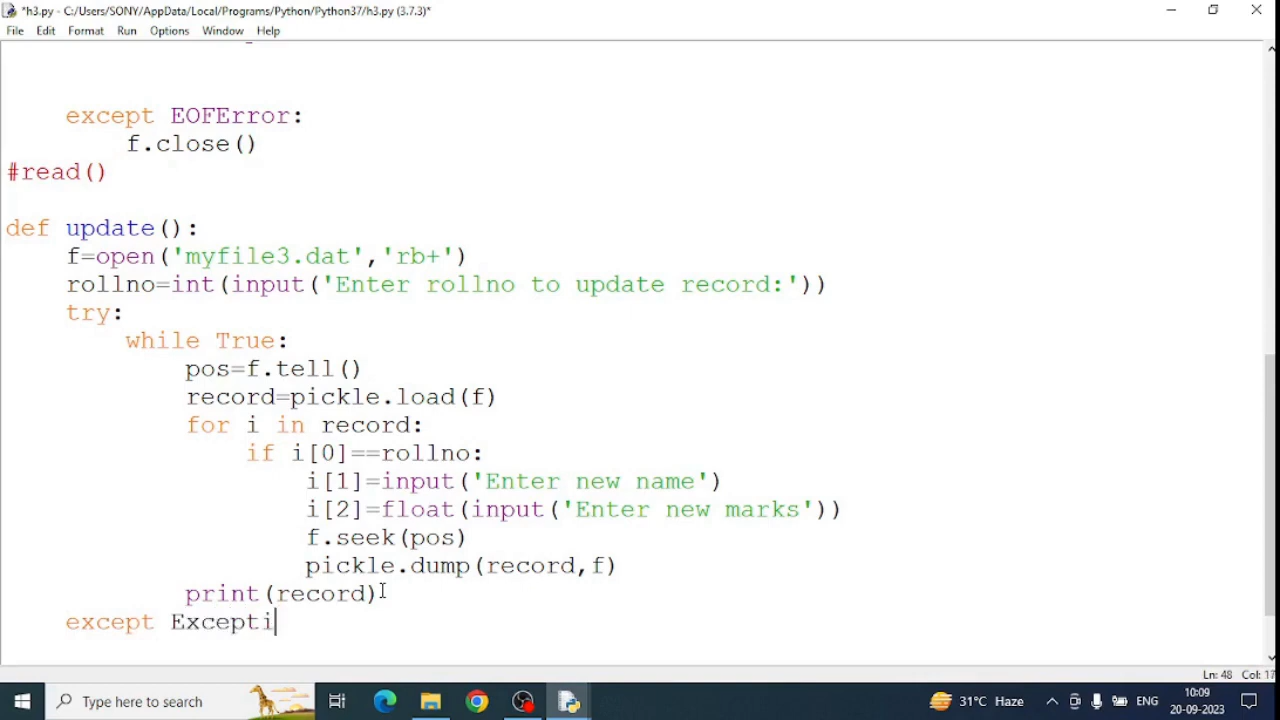 *h3.py - C:/Users/SONY/AppData/Local/Programs/Python/Python37/h3.py (3.7.3)*
File Edit Format Run Options Window Help
except EOFError:
f.close()
#read()
def update():
f=open('myfile3.dat','rb+')
rollno=int(input('Enter rollno to update record:'))
try:
while True:
pos=f.tell()
record=pickle.load(f)
for i in record:
if i[0]==rollno:
i[1]=input('Enter new name')
i[2]=float(input('Enter new marks'))
f.seek(pos)
pickle.dump(record,f)
print(record)
except Excepti
Ln: 48 Col: 17
Type here to search
31°C Haze
ENG
10:09
20-09-2023